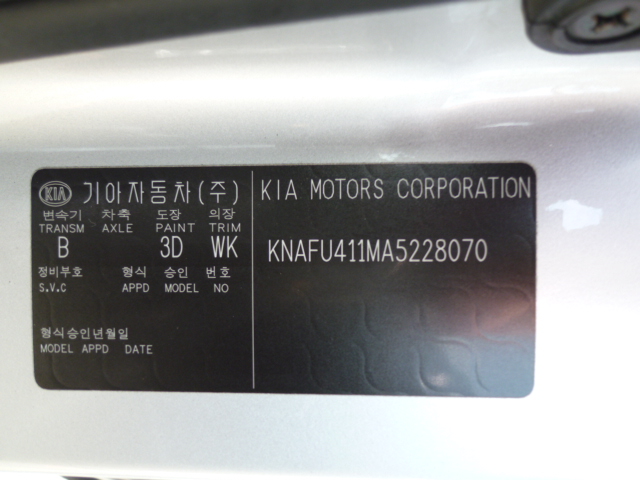 KIA 기아자동차(주)
변속기 차축 도장 의장
TRANSM AXLE PAINT TRIM
B 3D WK
정비부호 형식 승인 번호
S.V.C APPD MODEL NO
형식승인년월일
MODEL APPD DATE
KIA MOTORS CORPORATION
KNAFU411MA5228070